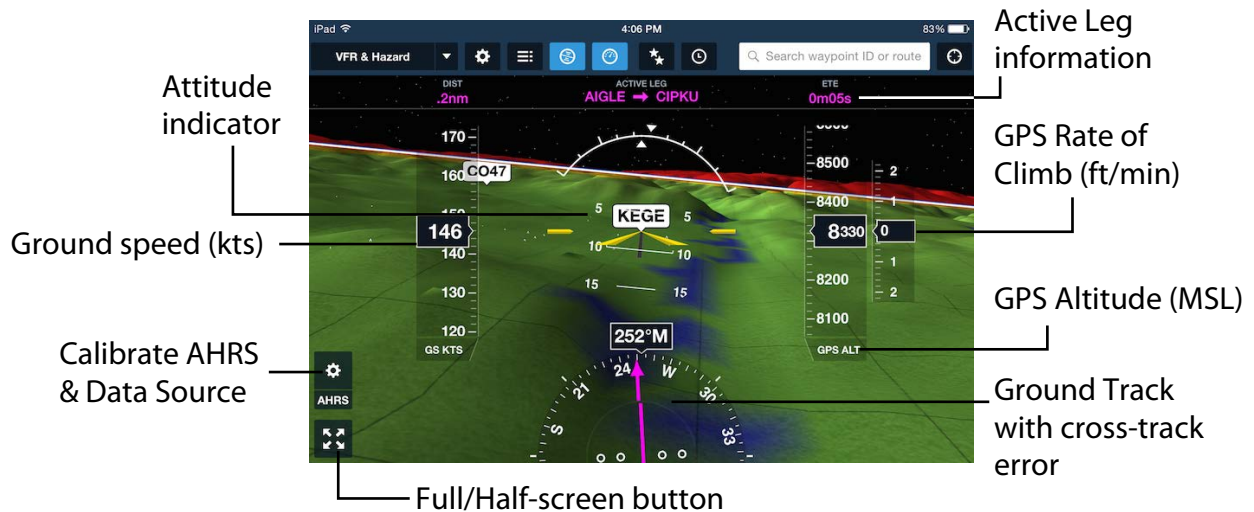 Active Leg
information
Attitude
indicator
GPS Rate of
Climb (ft/min)
Ground speed (kts)
GPS Altitude (MSL)
Calibrate AHRS
& Data Source
Ground Track
with cross-track
error
Full/Half-screen button
iPad 4:06 PM 83%
VFR & Hazard Search waypoint ID or route
DIST ACTIVE LEG ETE
.2nm AIGLE → CIPKU 0m05s
170
160
150
146
140
130
120
GS KTS
CO47
5 KEGE 5
10 10
15 15
8500
8400
8330
8200
8100
GPS ALT
2
1
0
1
2
252°M
S 21 24 W 30 33
AHRS